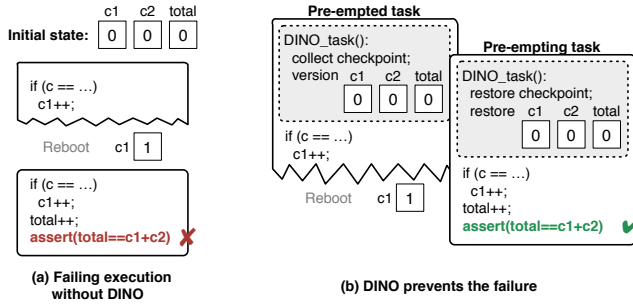 c1 c2 total
Initial state: 0 0 0
if (c == ...)
c1++;
Reboot c1 1
if (c == ...)
c1++;
total++;
assert(total==c1+c2) ✘
(a) Failing execution
without DINO
Pre-empted task
DINO_task():
collect checkpoint;
version c1 c2 total
0 0 0
if (c == ...)
c1++;
Reboot c1 1
Pre-empting task
DINO_task():
restore checkpoint;
restore c1 c2 total
0 0 0
if (c == ...)
c1++;
total++;
assert(total==c1+c2) ✔
(b) DINO prevents the failure